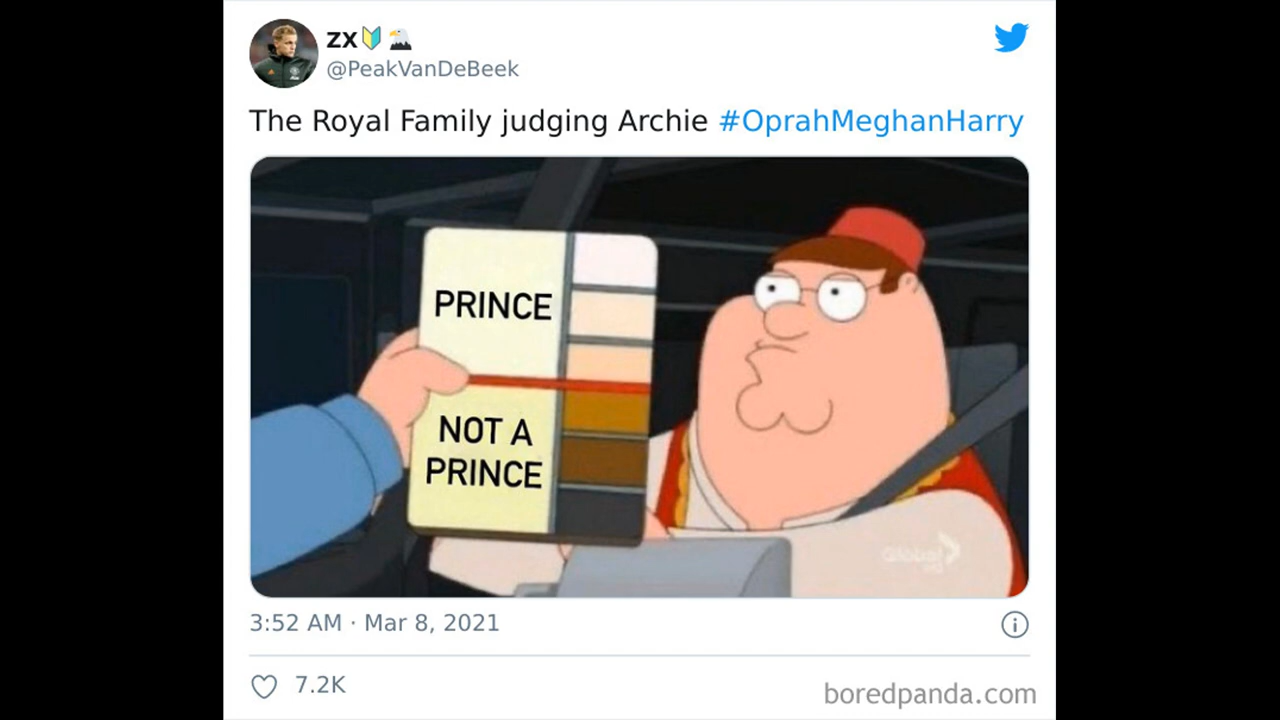 zx
@PeakVanDeBeek
The Royal Family judging Archie #OprahMeghanHarry
PRINCE
NOT A
PRINCE
Global
3:52 AM · Mar 8, 2021
7.2K
boredpanda.com